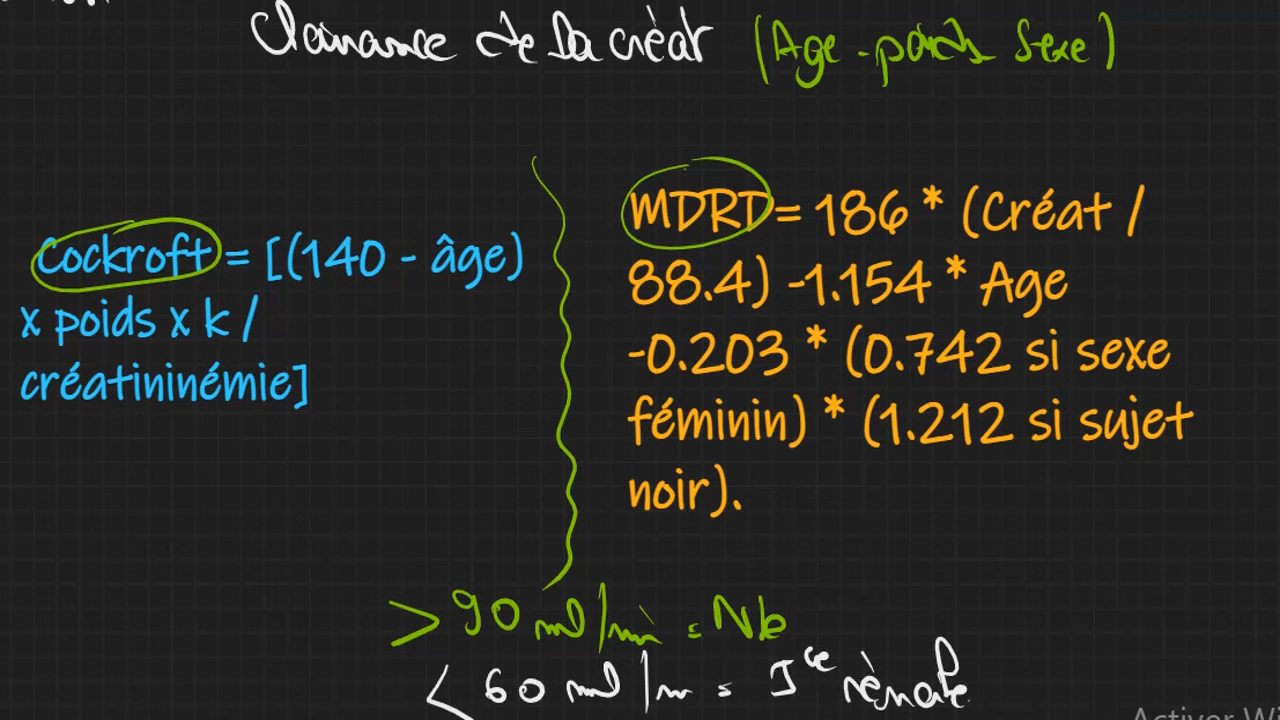 Clairance de la créat (Age - poids Sexe)
Cockroft = [(140 - âge)
x poids x k /
créatininémie]
MDRD = 186 * (Créat /
88.4) -1.154 * Age
-0.203 * (0.742 si sexe
féminin) * (1.212 si sujet
noir).
> 90 ml/min = Nle
< 60 ml/m = Ice rénale
Activer Wi